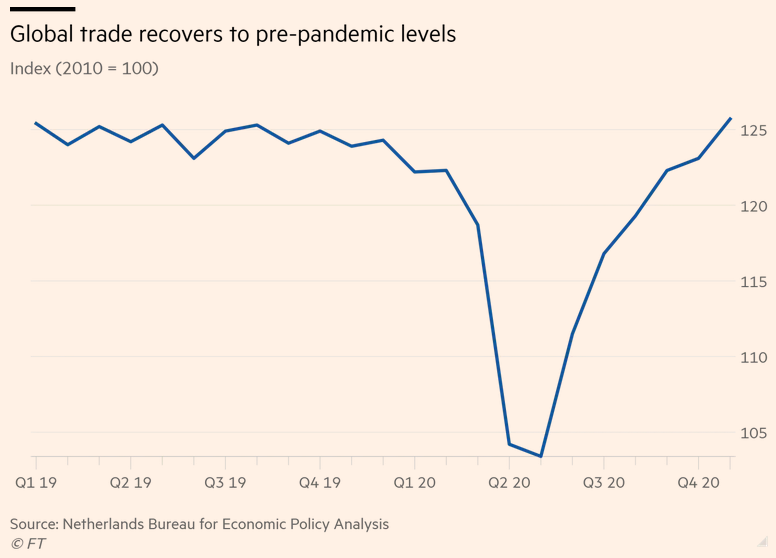 Global trade recovers to pre-pandemic levels
Index (2010 = 100)
125
120
115
110
105
Q1 19 Q2 19 Q3 19 Q4 19 Q1 20 Q2 20 Q3 20 Q4 20
Source: Netherlands Bureau for Economic Policy Analysis
© FT